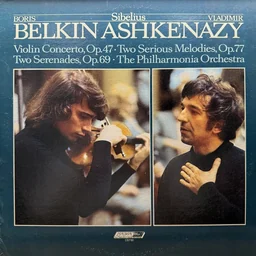 BORIS Sibelius VLADIMIR
BELKIN ASHKENAZY
Violin Concerto, Op.47 · Two Serious Melodies, Op.77
Two Serenades, Op.69 · The Philharmonia Orchestra